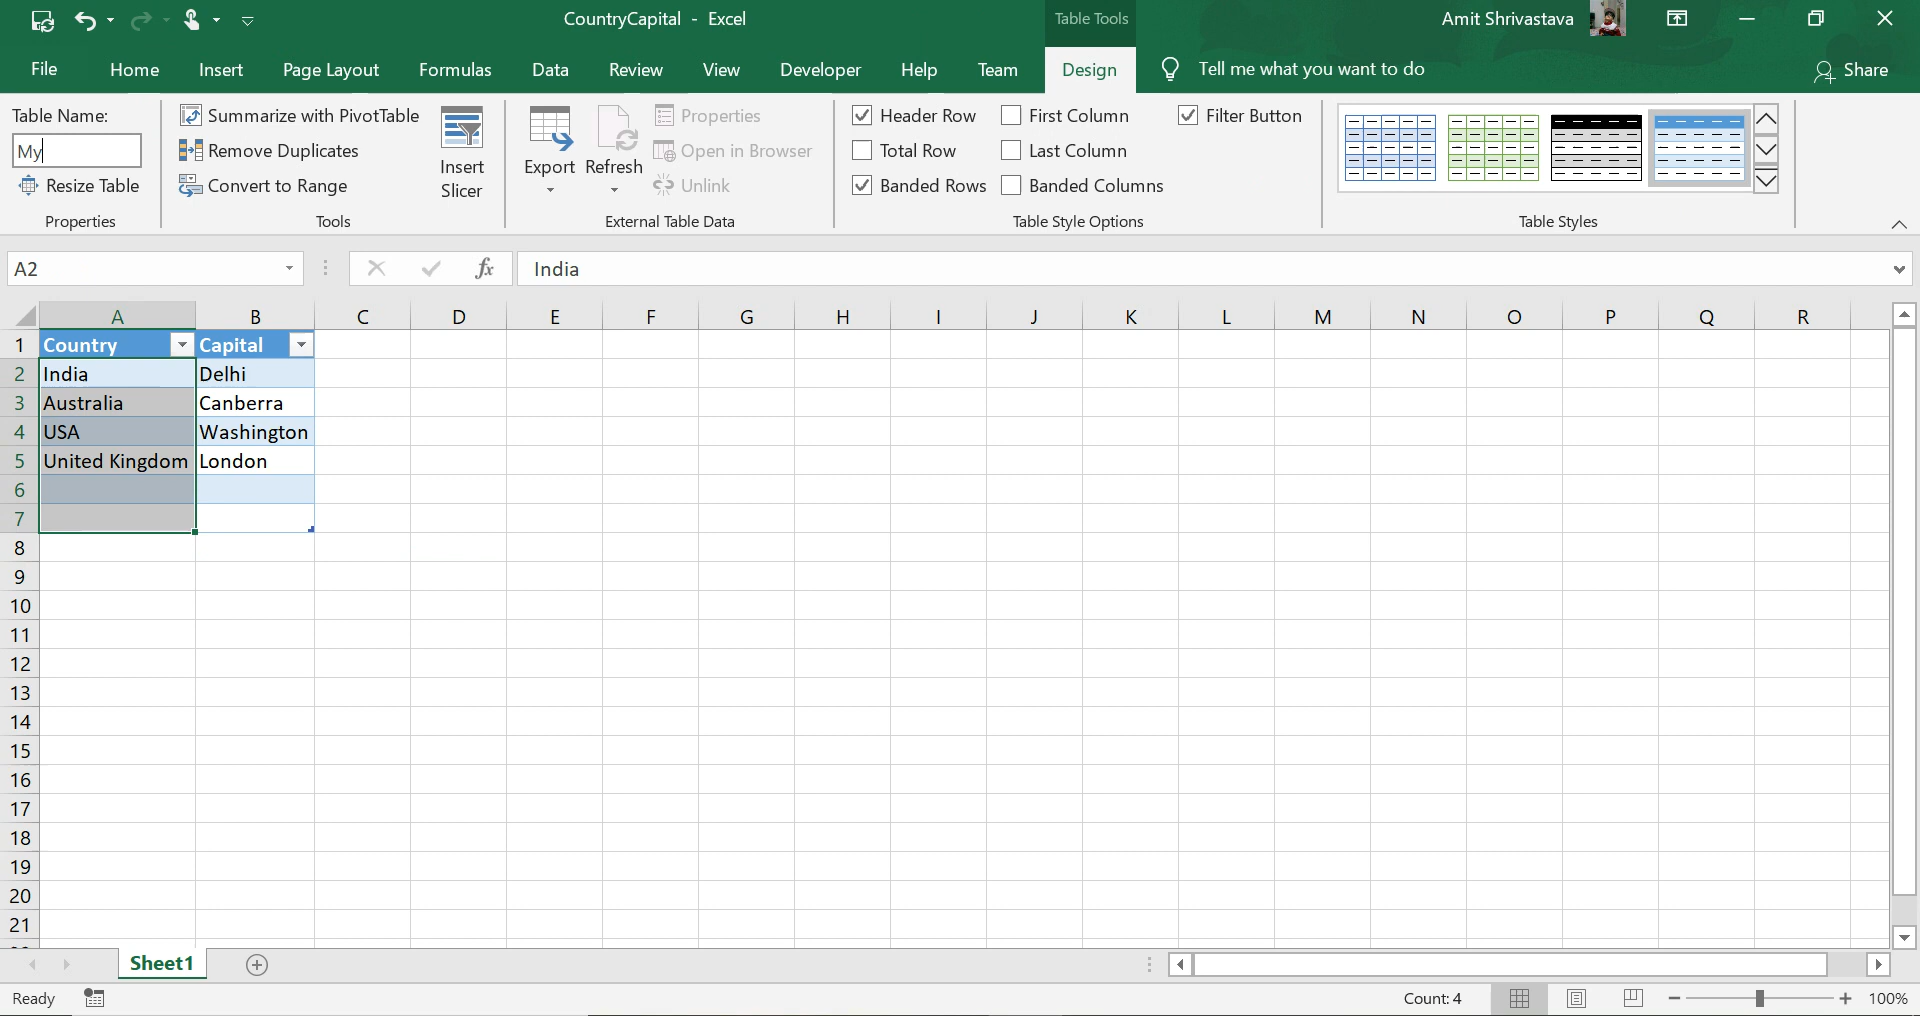 CountryCapital - Excel
Table Tools
Amit Shrivastava
File Home Insert Page Layout Formulas Data Review View Developer Help Team Design Tell me what you want to do Share
Table Name:
My
Resize Table
Properties
Summarize with PivotTable
Remove Duplicates
Convert to Range
Tools
Insert
Slicer
Export
Refresh
Properties
Open in Browser
Unlink
External Table Data
Header Row First Column Filter Button
Total Row Last Column
Banded Rows Banded Columns
Table Style Options
Table Styles
A2 fx India
A B C D E F G H I J K L M N O P Q R
1 Country Capital
2 India Delhi
3 Australia Canberra
4 USA Washington
5 United Kingdom London
6
7
8
9
10
11
12
13
14
15
16
17
18
19
20
21
Sheet1
Ready Count: 4 100%